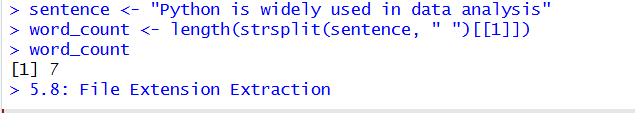 > sentence <- "Python is widely used in data analysis"
> word_count <- length(strsplit(sentence, " ")[[1]])
> word_count
[1] 7
> 5.8: File Extension Extraction